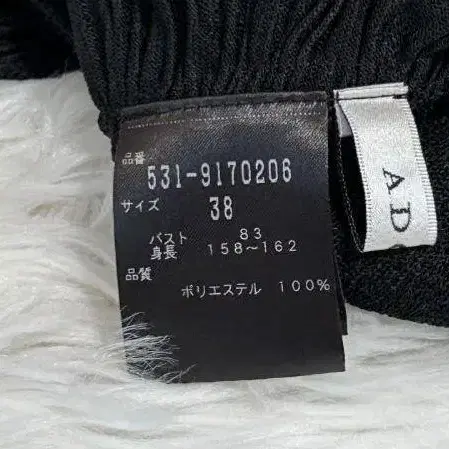 品番
531-9170206
サイズ
38
バスト 83
身長 158~162
品質
ポリエステル 100%
AD